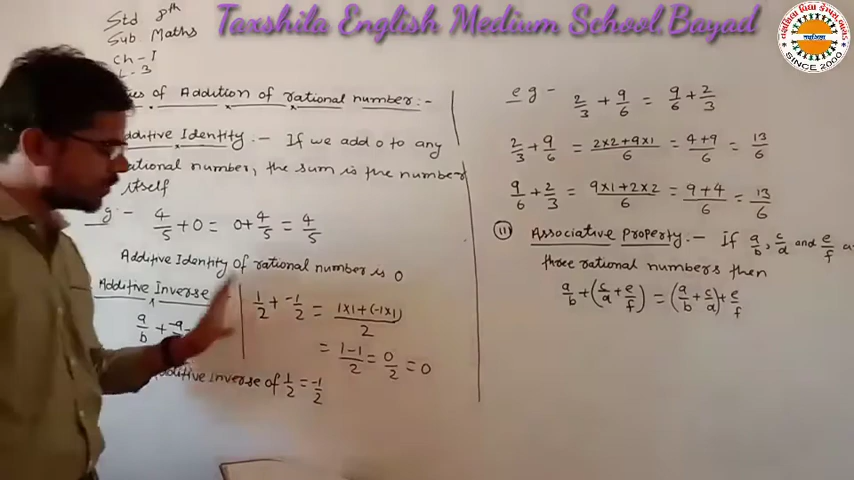 Taxshila English Medium School.Bayad
SINCE 2000
Std 8th
Sub Maths
Ch - I
L - 3
of Addition of rational number :-
Additive Identity. - If we add 0 to any
rational number, the sum is the number
itself
4/5 + 0 = 0 + 4/5 = 4/5
Additive Identity of rational number is 0
Additive Inverse
a/b + -a/
1/2 + -1/2 = 1x1+(-1x1)/2
= 1-1/2 = 0/2 = 0
Additive Inverse of 1/2 = -1/2
eg - 2/3 + 9/6 = 9/6 + 2/3
2/3 + 9/6 = 2x2+9x1/6 = 4+9/6 = 13/6
9/6 + 2/3 = 9x1+2x2/6 = 9+4/6 = 13/6
(II) Associative Property. - If a/b, c/d and e/f
three rational numbers then
a/b + (c/d + e/f) = (a/b + c/d) + e/f